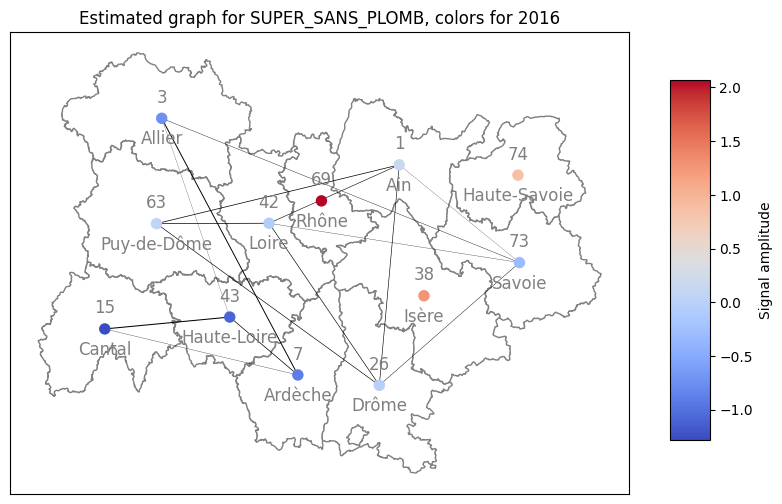 Estimated graph for SUPER_SANS_PLOMB, colors for 2016
3
Allier
1
Ain
74
Haute-Savoie
69
Rhône
63
Puy-de-Dôme
42
Loire
73
Savoie
38
Isère
15
Cantal
43
Haute-Loire
7
Ardèche
26
Drôme
2.0
1.5
1.0
0.5
0.0
−0.5
−1.0
Signal amplitude